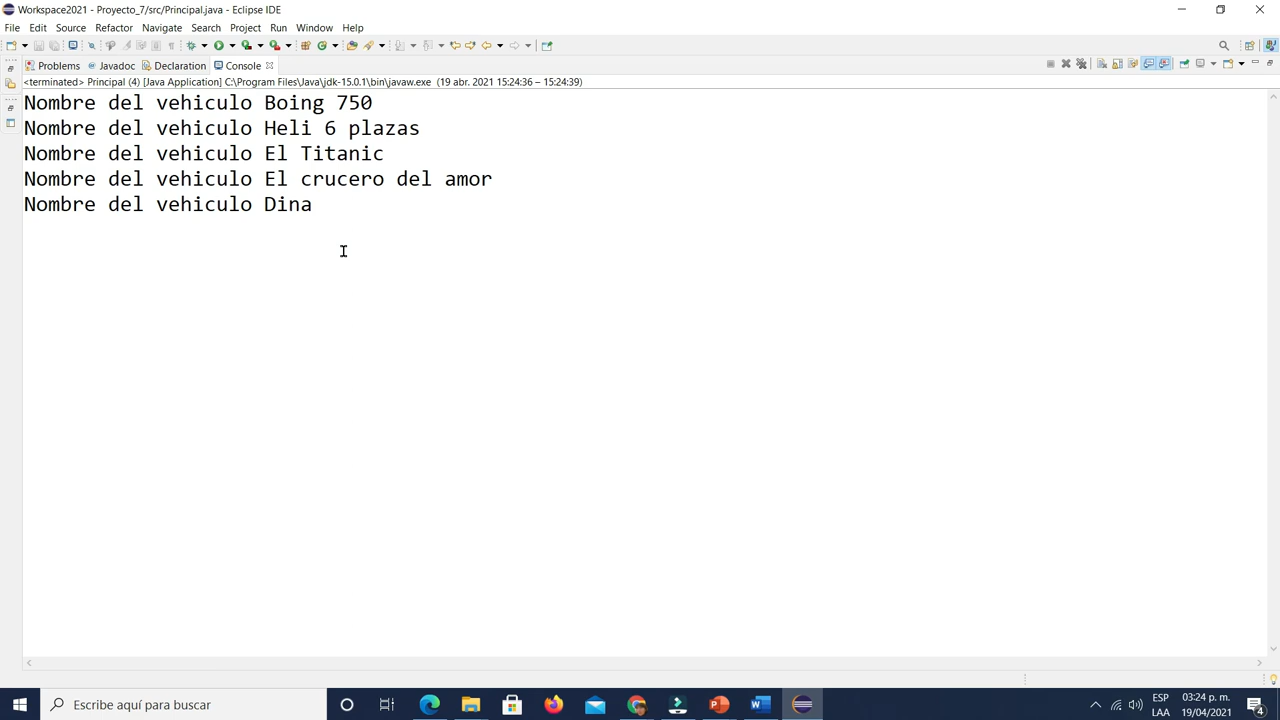 Workspace2021 - Proyecto_7/src/Principal.java - Eclipse IDE
File Edit Source Refactor Navigate Search Project Run Window Help
Problems Javadoc Declaration Console
<terminated> Principal (4) [Java Application] C:\Program Files\Java\jdk-15.0.1\bin\javaw.exe (19 abr. 2021 15:24:36 – 15:24:39)
Nombre del vehiculo Boing 750
Nombre del vehiculo Heli 6 plazas
Nombre del vehiculo El Titanic
Nombre del vehiculo El crucero del amor
Nombre del vehiculo Dina
Escribe aquí para buscar
ESP 03:24 p. m.
LAA 19/04/2021 4